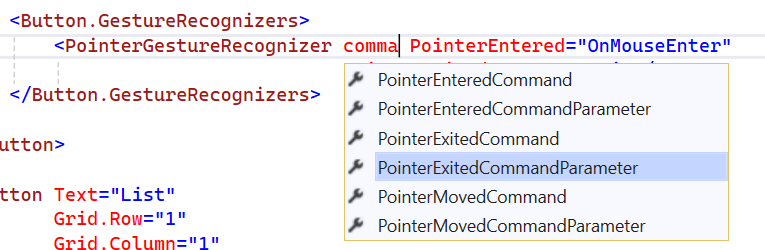 <Button.GestureRecognizers>
<PointerGestureRecognizer comma PointerEntered="OnMouseEnter"
PointerEnteredCommand
</Button.GestureRecognizers>
PointerEnteredCommandParameter
utton>
PointerExitedCommand
PointerExitedCommandParameter
utton Text="List"
PointerMovedCommand
Grid.Row="1"
PointerMovedCommandParameter
Grid.Column="1"